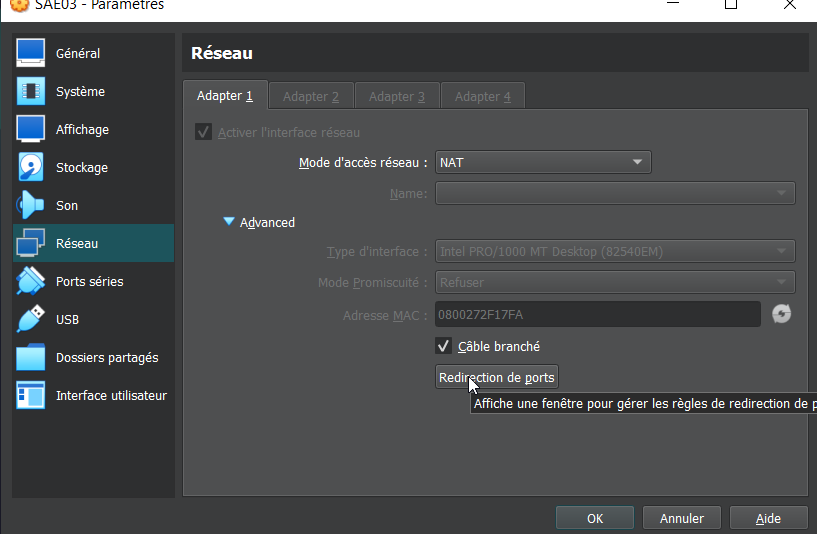 SAE03 - Paramètres
Général
Système
Affichage
Stockage
Son
Réseau
Ports séries
USB
Dossiers partagés
Interface utilisateur
Réseau
Adapter 1
Adapter 2
Adapter 3
Adapter 4
Activer l'interface réseau
Mode d'accès réseau : NAT
Name:
Advanced
Type d'interface : Intel PRO/1000 MT Desktop (82540EM)
Mode Promiscuité : Refuser
Adresse MAC : 0800272F17FA
Câble branché
Redirection de ports
Affiche une fenêtre pour gérer les règles de redirection de p
OK
Annuler
Aide